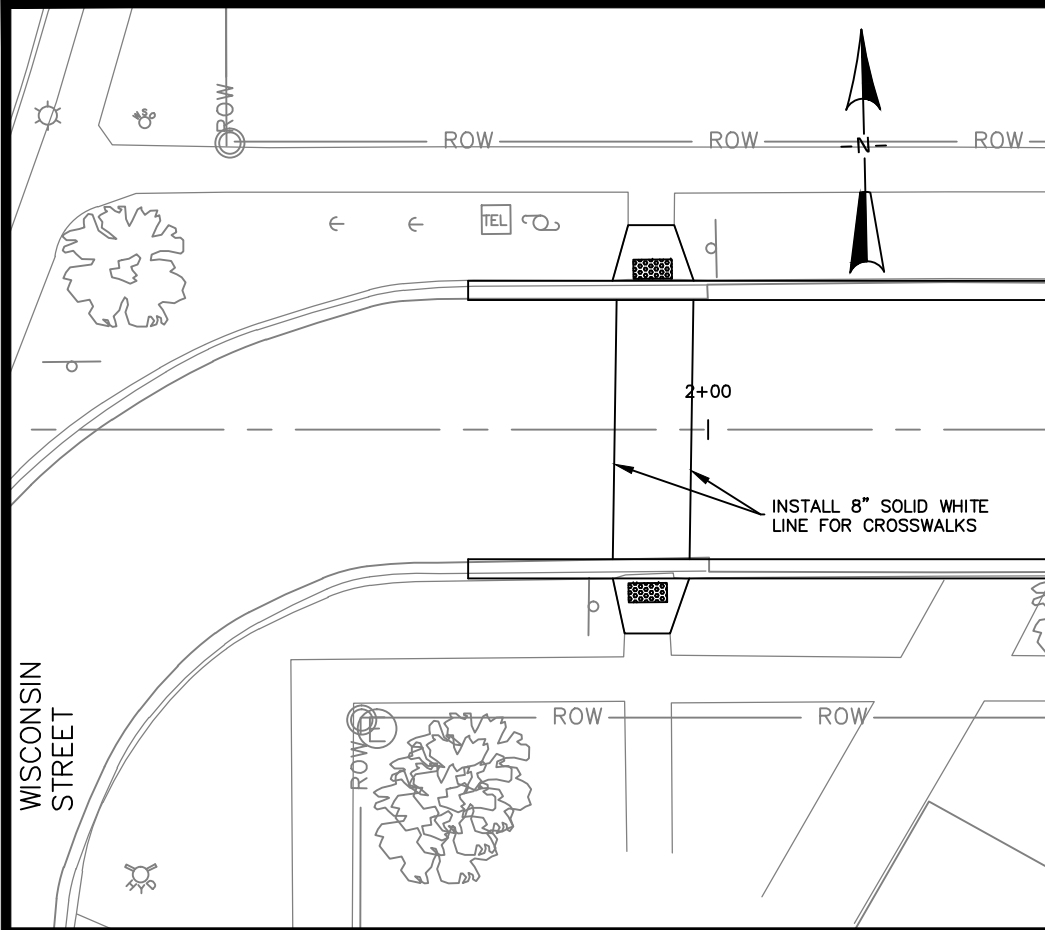 ROW
ROW
ROW
ROW
-N-
TEL
2+00
INSTALL 8" SOLID WHITE
LINE FOR CROSSWALKS
WISCONSIN
STREET
ROW
ROW
ROW
E